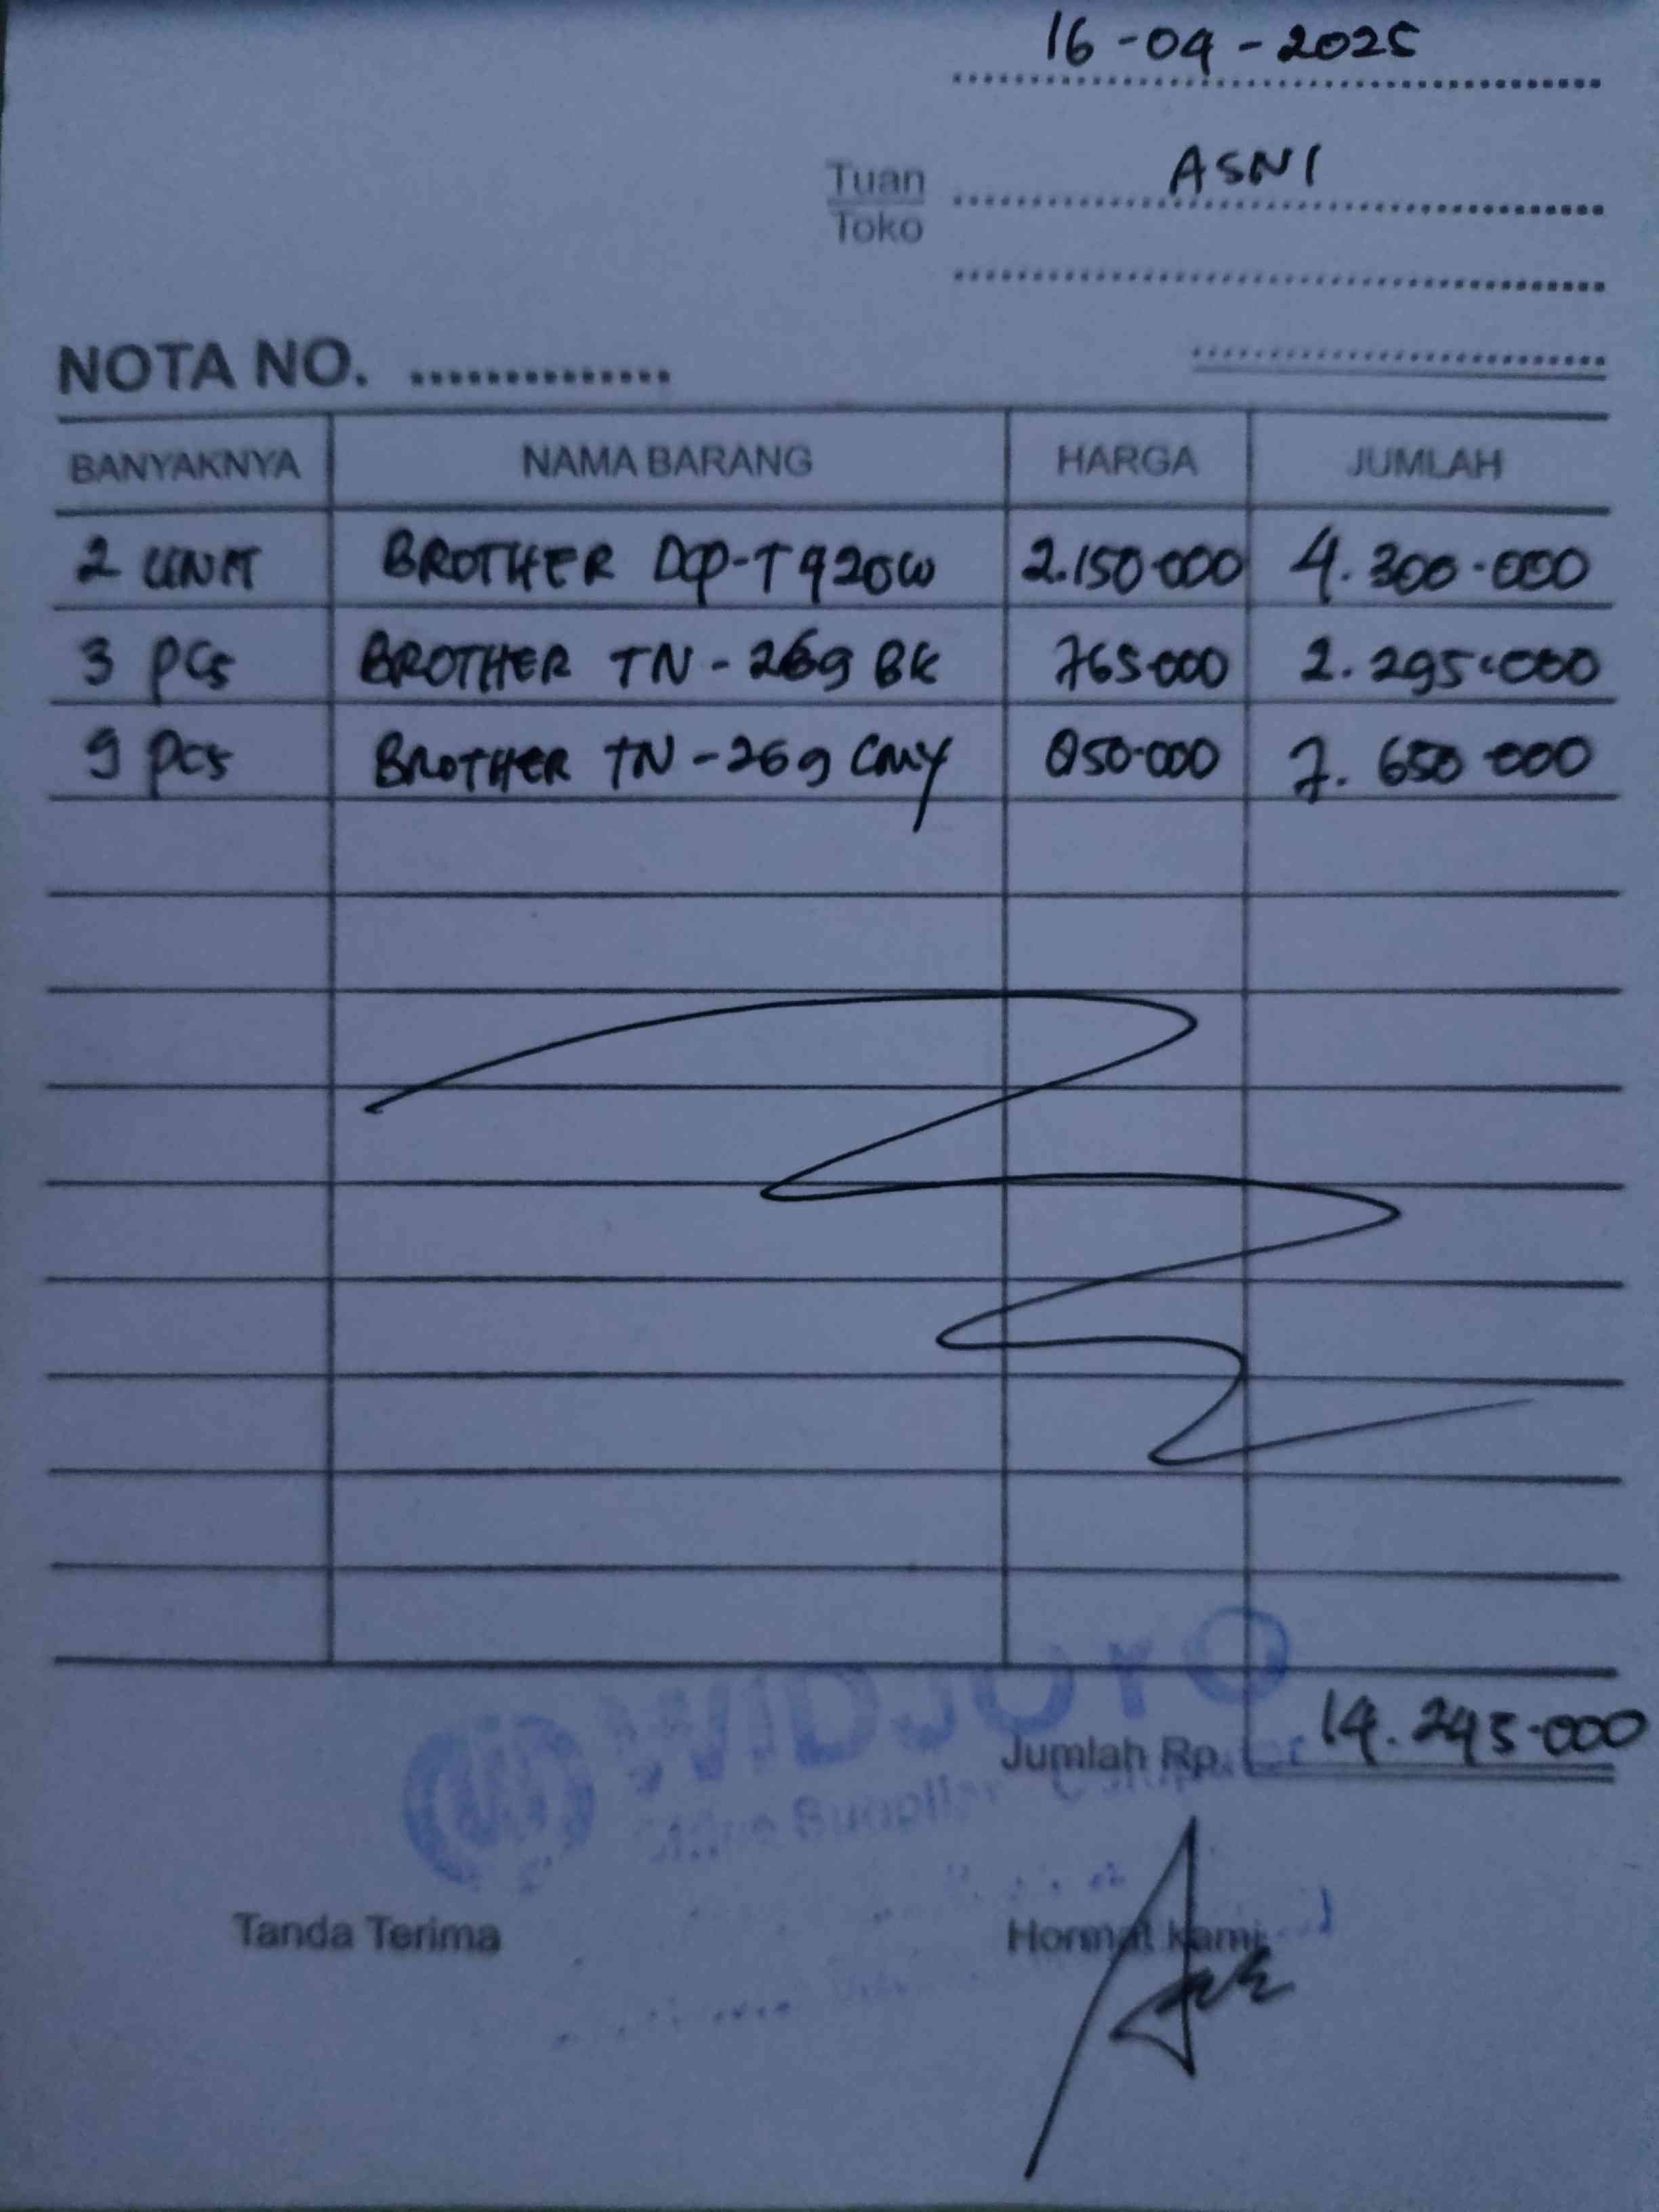 16-04-2025
Tuan ASNI
Toko
NOTA NO. ..............
BANYAKNYA NAMA BARANG HARGA JUMLAH
2 UNIT BROTHER DCP-T920W 2.150.000 4.300.000
3 pcs BROTHER TN-269 BK 765.000 2.295.000
9 pcs BROTHER TN-269 CMY 850.000 7.650.000
WIDJOYO
Jumlah Rp. 14.245.000
Tanda Terima Hormat Kami